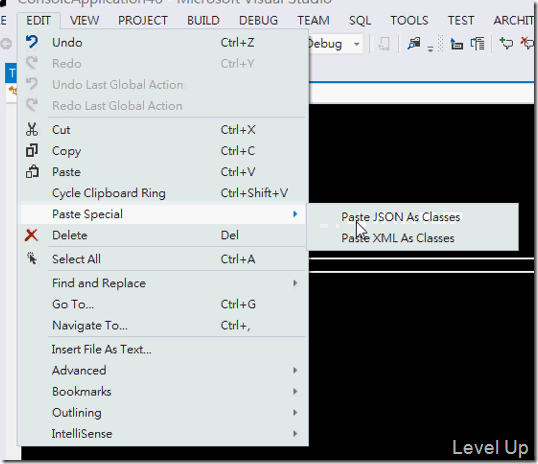 ConsoleApplication40 - Microsoft Visual Studio
EDIT VIEW PROJECT BUILD DEBUG TEAM SQL TOOLS TEST ARCHIT
Undo Ctrl+Z
Debug
Redo Ctrl+Y
Undo Last Global Action
Redo Last Global Action
Cut Ctrl+X
Copy Ctrl+C
Paste Ctrl+V
Cycle Clipboard Ring Ctrl+Shift+V
Paste Special
Paste JSON As Classes
Delete Del
Paste XML As Classes
Select All Ctrl+A
Find and Replace
Go To... Ctrl+G
Navigate To... Ctrl+,
Insert File As Text...
Advanced
Bookmarks
Outlining
IntelliSense
Level Up